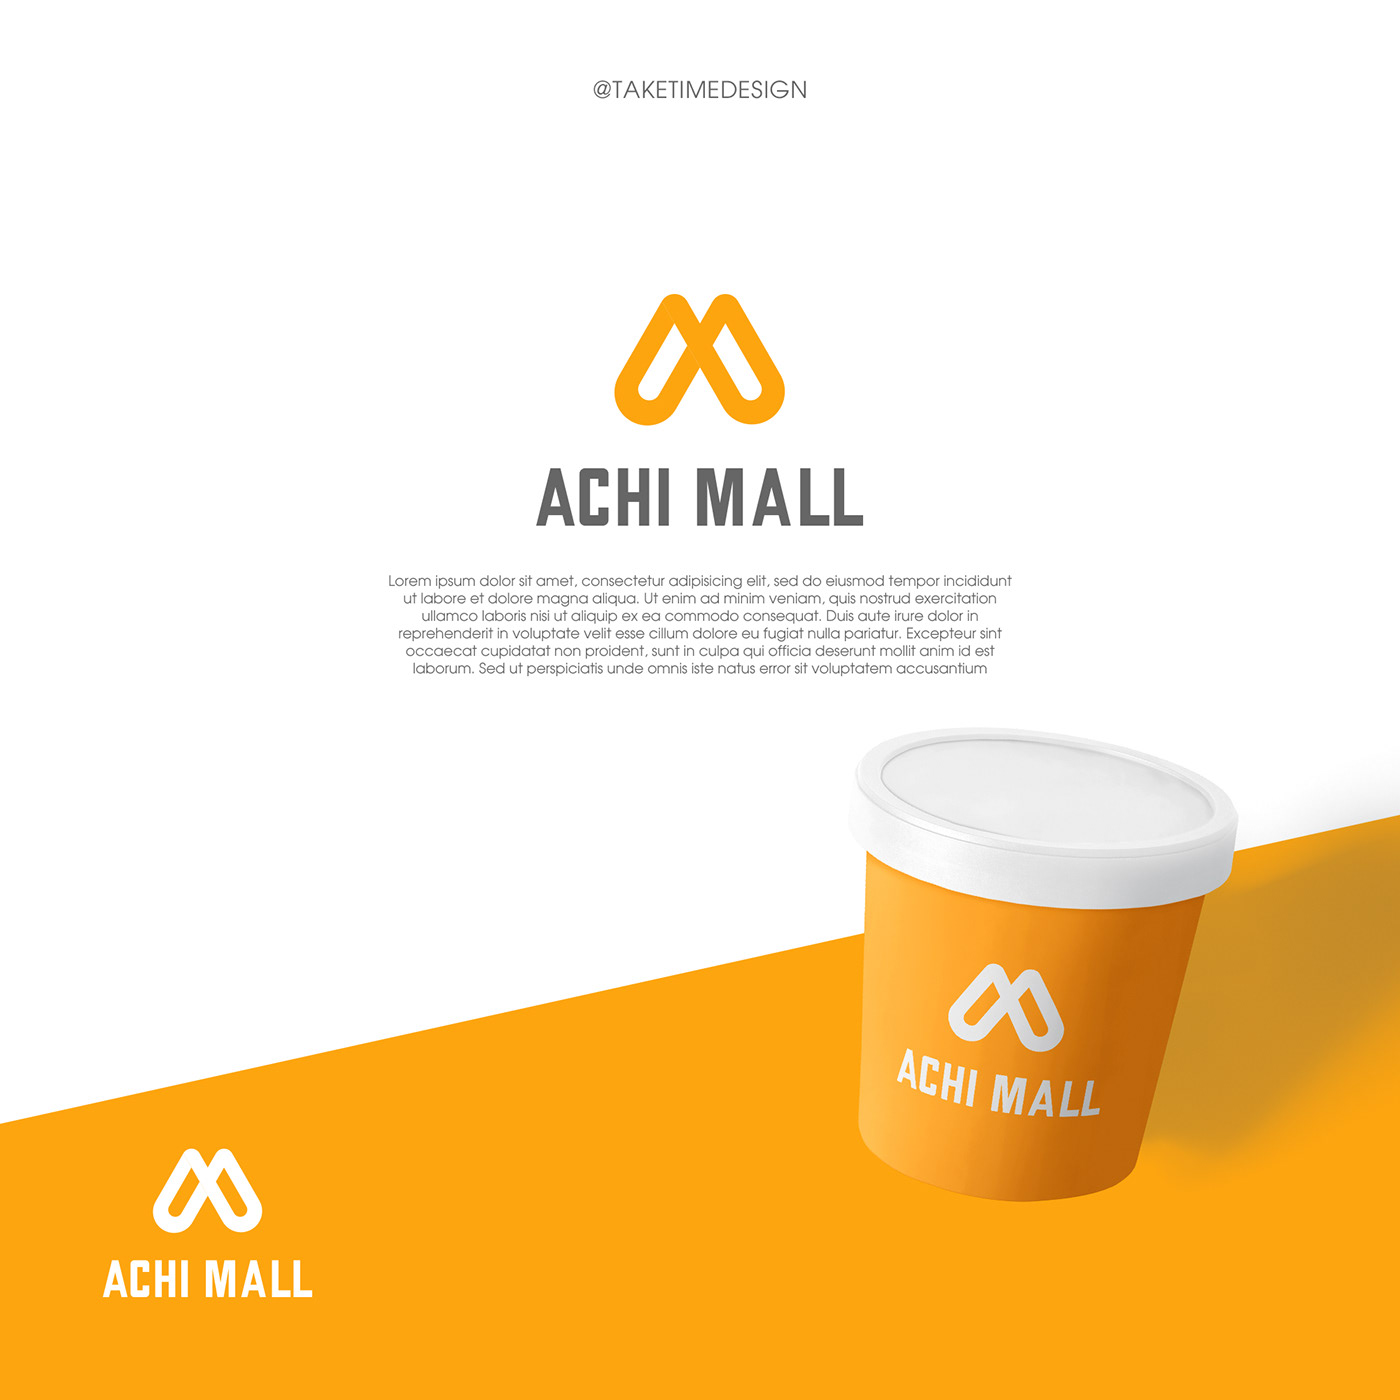 @TAKETIMEDESIGN
ACHI MALL
Lorem ipsum dolor sit amet, consectetur adipisicing elit, sed do eiusmod tempor incididunt
ut labore et dolore magna aliqua. Ut enim ad minim veniam, quis nostrud exercitation
ullamco laboris nisi ut aliquip ex ea commodo consequat. Duis aute irure dolor in
reprehenderit in voluptate velit esse cillum dolore eu fugiat nulla pariatur. Excepteur sint
occaecat cupidatat non proident, sunt in culpa qui officia deserunt mollit anim id est
laborum. Sed ut perspiciatis unde omnis iste natus error sit voluptatem accusantium
ACHI MALL
ACHI MALL